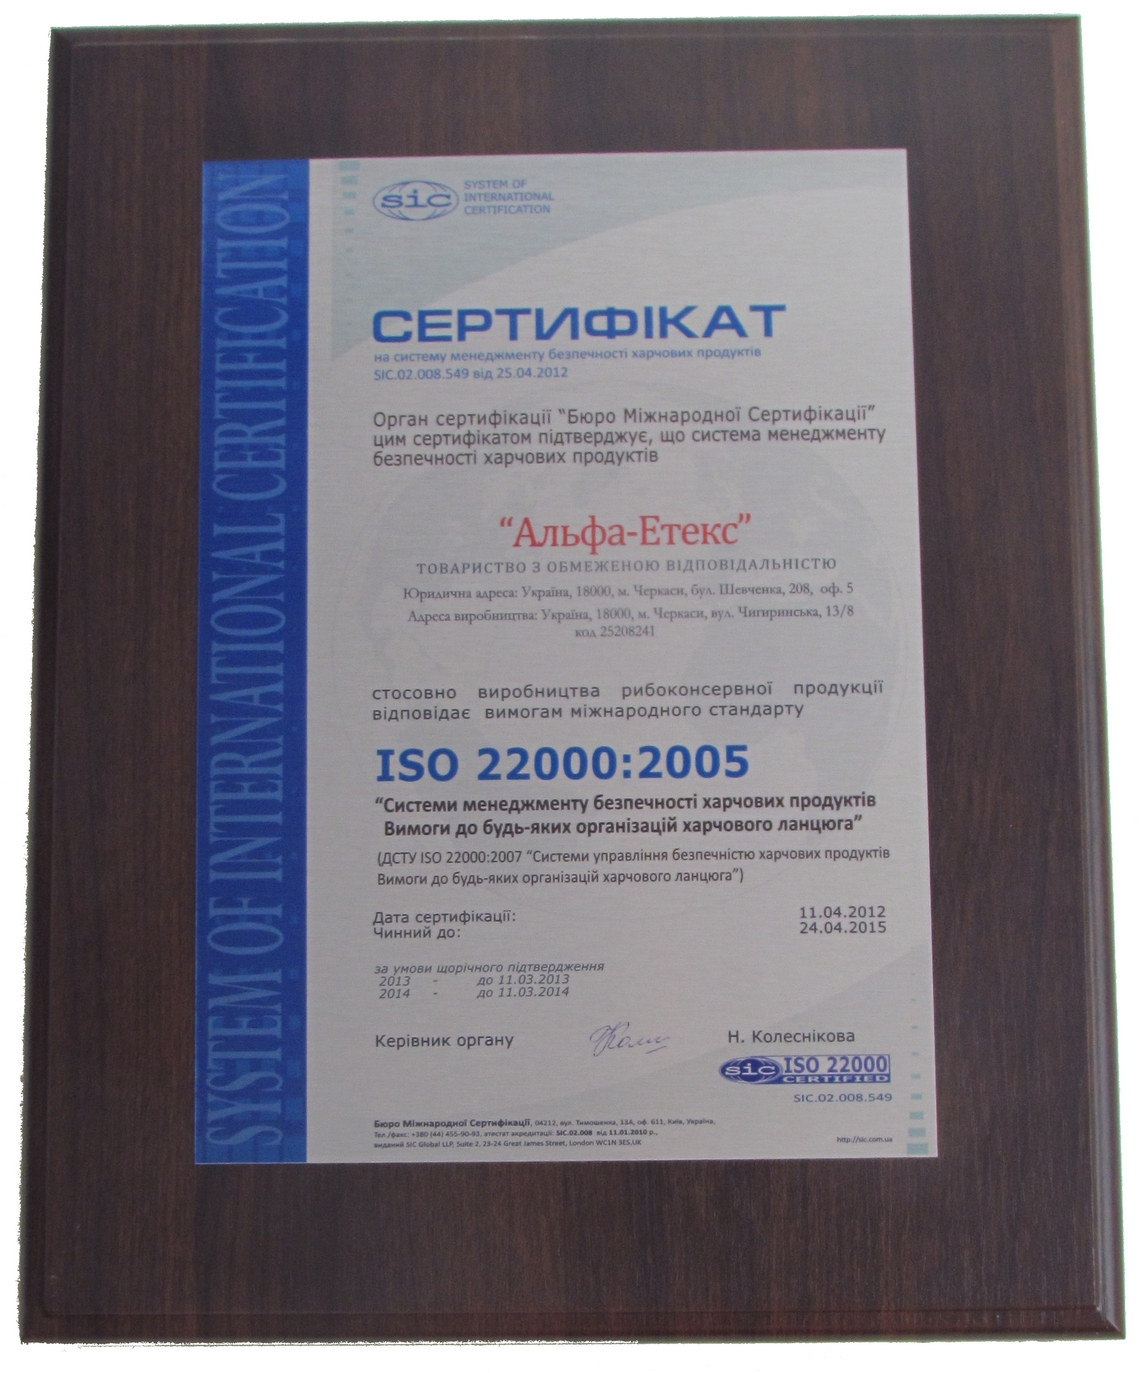 SYSTEM OF INTERNATIONAL CERTIFICATION
sic
SYSTEM OF
INTERNATIONAL
CERTIFICATION
СЕРТИФІКАТ
на систему менеджменту безпечності харчових продуктів
SIC.02.008.549 від 25.04.2012
Орган сертифікації “Бюро Міжнародної Сертифікації”
цим сертифікатом підтверджує, що система менеджменту
безпечності харчових продуктів
“Альфа-Етекс”
ТОВАРИСТВО З ОБМЕЖЕНОЮ ВІДПОВІДАЛЬНІСТЮ
Юридична адреса: Україна, 18000, м. Черкаси, бул. Шевченка, 208, оф. 5
Адреса виробництва: Україна, 18000, м. Черкаси, вул. Чигиринська, 13/8
код 25208241
стосовно виробництва рибоконсервної продукції
відповідає вимогам міжнародного стандарту
ISO 22000:2005
“Системи менеджменту безпечності харчових продуктів
Вимоги до будь-яких організацій харчового ланцюга”
(ДСТУ ISO 22000:2007 “Системи управління безпечністю харчових продуктів
Вимоги до будь-яких організацій харчового ланцюга”)
Дата сертифікації: 11.04.2012
Чинний до: 24.04.2015
за умови щорічного підтвердження
2013 - до 11.03.2013
2014 - до 11.03.2014
Керівник органу Н. Колеснікова
sic ISO 22000
CERTIFIED
SIC.02.008.549
Бюро Міжнародної Сертифікації, 04212, вул. Тимошенка, 13А, оф. 611, Київ, Україна,
Тел./факс: +380 (44) 455-90-92, атестат акредитації: SIC.02.008 від 11.01.2010 р.,
виданий SIC Global LLP, Suite 2, 23-24 Great James Street, London WC1N 3ES,UK
http://sic.com.ua